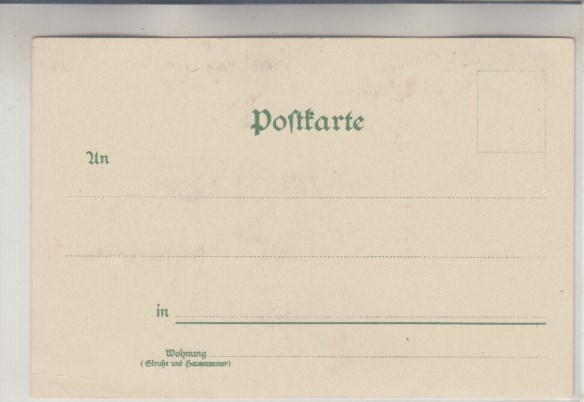 Postkarte
An
in
Wohnung
(Straße und Hausnummer)